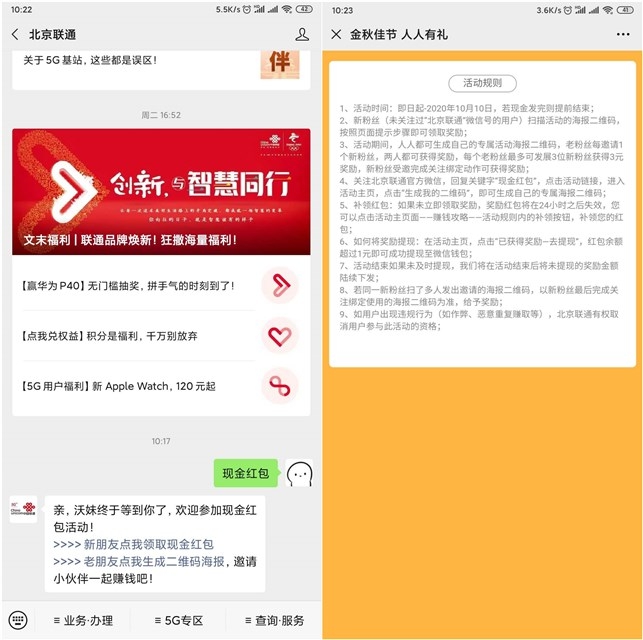 10:22
5.5K/s
42
北京联通
关于 5G 基站，这些都是误区！
周二 16:52
创新，与智慧同行
文末福利 | 联通品牌焕新！狂撒海量福利！
【赢华为 P40】无门槛抽奖，拼手气的时刻到了！
【点我兑权益】积分是福利，千万别放弃
【5G 用户福利】新 Apple Watch，120 元起
10:17
现金红包
亲，沃妹终于等到你了，欢迎参加现金红
包活动！
>>>> 新朋友点我领取现金红包
>>>> 老朋友点我生成二维码海报，邀请
小伙伴一起赚钱吧！
≡ 业务·办理
≡ 5G专区
≡ 查询·服务
10:23
3.6K/s
41
金秋佳节 人人有礼
活动规则
1、活动时间：即日起-2020年10月10日，若现金发完则提前结束；
2、新粉丝（未关注过"北京联通"微信号的用户）扫描活动的海报二维码，
按照页面提示步骤即可领取奖励；
3、活动期间，人人都可生成自己的专属活动海报二维码，老粉丝每邀请1
个新粉丝，两人都可获得奖励，每个老粉丝最多可发展3位新粉丝获得3元
奖励，新粉丝受邀完成关注绑定动作可获得奖励；
4、关注北京联通官方微信，回复关键字"现金红包"，点击活动链接，进入
活动主页，点击"生成我的二维码"，即可生成自己的专属海报二维码；
5、补领红包：如果未立即领取奖励，奖励红包将在24小时之后失效，您
可以点击活动主页面——赚钱攻略——活动规则内的补领按钮，补领您的红
包；
6、如何将奖励提现：在活动主页，点击"已获得奖励—去提现"，红包余额
超过1元即可成功提现至微信钱包；
7、活动结束如果未及时提现，我们将在活动结束后将未提现的奖励金额
陆续下发；
8、若同一新粉丝扫了多人发出邀请的海报二维码，以新粉丝最后完成关
注绑定使用的海报二维码为准，给予奖励；
9、如用户出现违规行为（如作弊、恶意重复赚取等），北京联通有权取
消用户参与此活动的资格；